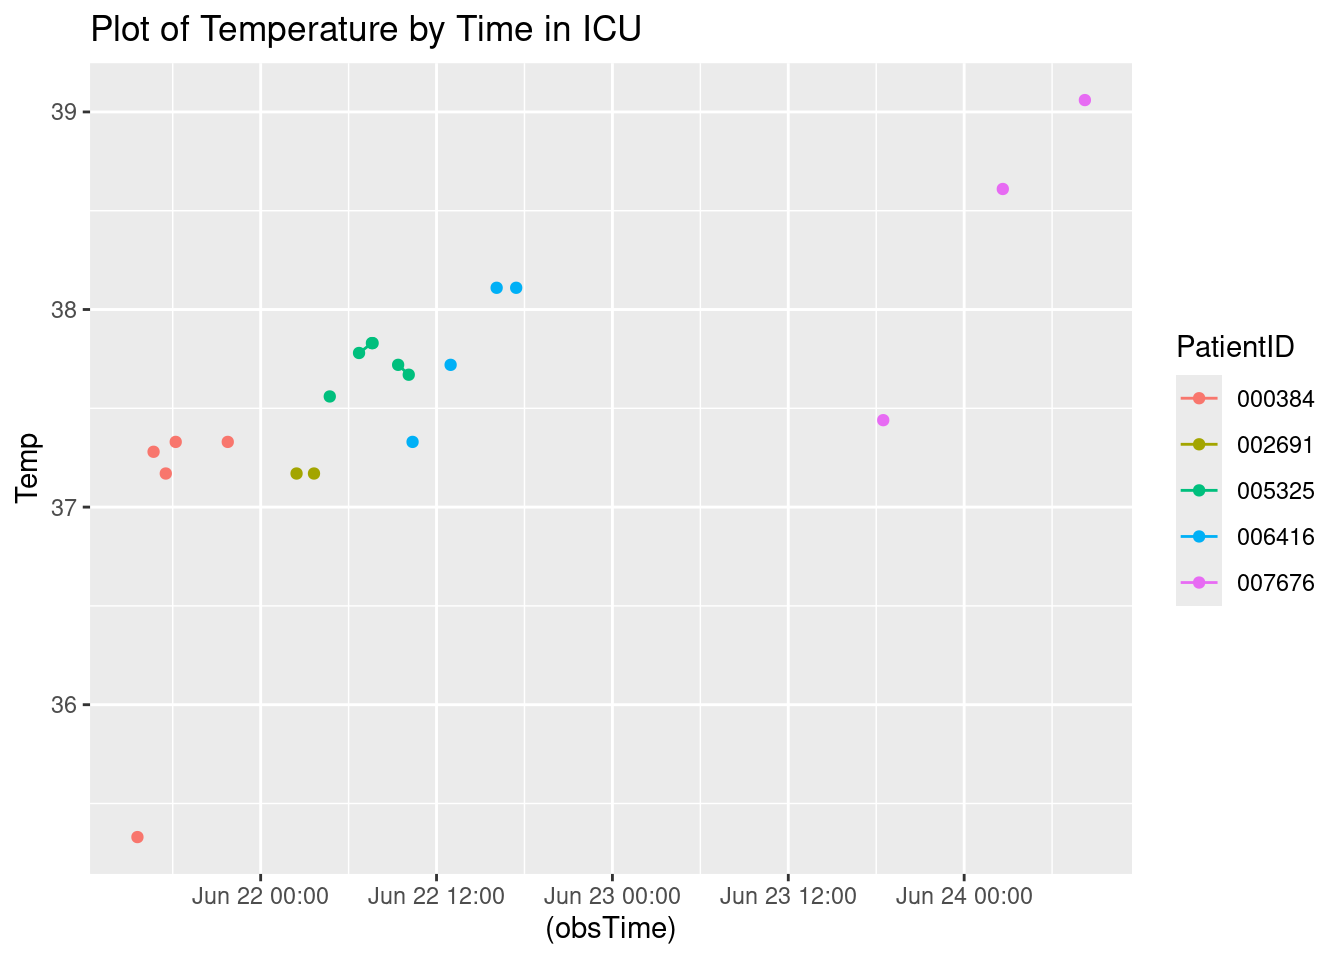 Plot of Temperature by Time in ICU
39
38
37
36
Temp
Jun 22 00:00 Jun 22 12:00 Jun 23 00:00 Jun 23 12:00 Jun 24 00:00
(obsTime)
PatientID
000384
002691
005325
006416
007676